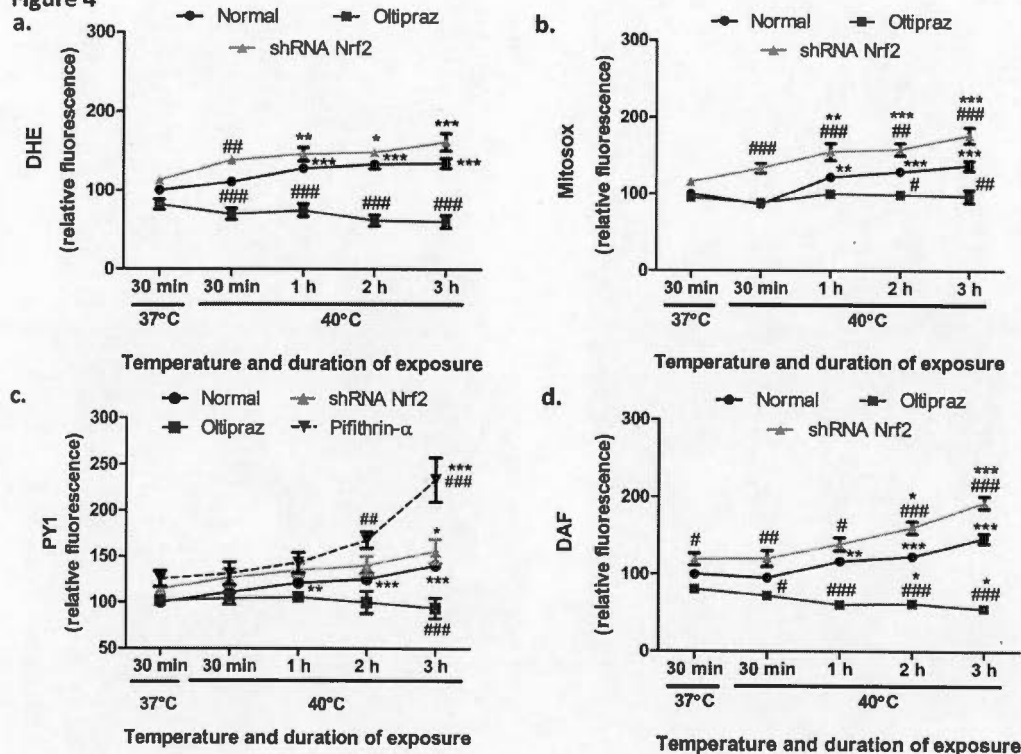 Figure 4
a.
Normal
Oltipraz
shRNA Nrf2
DHE
(relative fluorescence)
300
200
100
0
##
**
*
***
***
***
***
###
###
###
###
30 min
30 min
1 h
2 h
3 h
37°C
40°C
Temperature and duration of exposure
b.
Normal
Oltipraz
shRNA Nrf2
Mitosox
(relative fluorescence)
300
200
100
0
###
**
###
***
##
***
###
**
***
***
#
##
30 min
30 min
1 h
2 h
3 h
37°C
40°C
Temperature and duration of exposure
c.
Normal
shRNA Nrf2
Oltipraz
Pifithrin-α
PY1
(relative fluorescence)
300
250
200
150
100
50
##
***
###
*
**
***
***
###
30 min
30 min
1 h
2 h
3 h
37°C
40°C
Temperature and duration of exposure
d.
Normal
Oltipraz
shRNA Nrf2
DAF
(relative fluorescence)
300
200
100
0
#
##
#
*
###
***
###
**
***
***
#
###
*
###
*
###
30 min
30 min
1 h
2 h
3 h
37°C
40°C
Temperature and duration of exposure